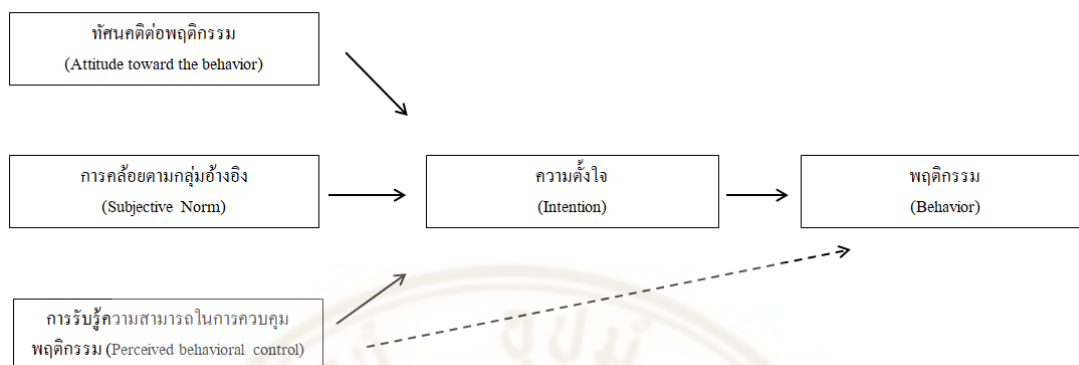 ทัศนคติต่อพฤติกรรม
(Attitude toward the behavior)
การคล้อยตามกลุ่มอ้างอิง
(Subjective Norm)
ความตั้งใจ
(Intention)
พฤติกรรม
(Behavior)
การรับรู้ความสามารถในการควบคุม
พฤติกรรม (Perceived behavioral control)